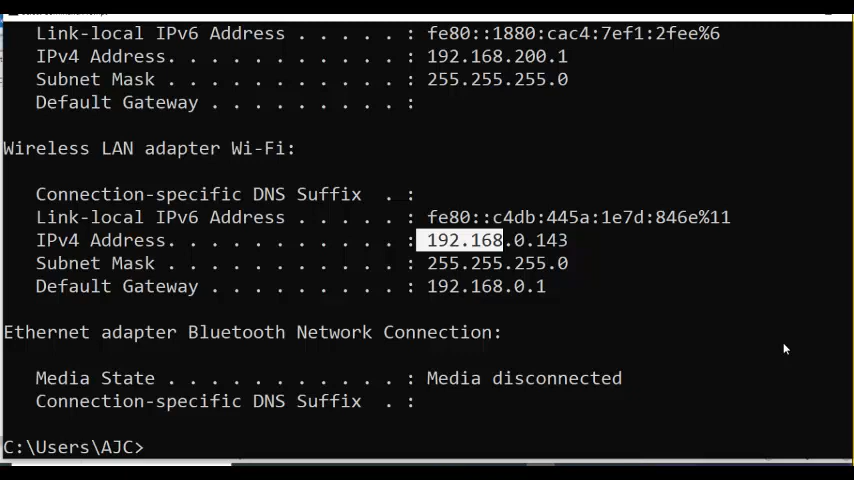 Link-local IPv6 Address . . . . . : fe80::1880:cac4:7ef1:2fee%6
IPv4 Address. . . . . . . . . . . : 192.168.200.1
Subnet Mask . . . . . . . . . . . : 255.255.255.0
Default Gateway . . . . . . . . . :
Wireless LAN adapter Wi-Fi:
Connection-specific DNS Suffix  . :
Link-local IPv6 Address . . . . . : fe80::c4db:445a:1e7d:846e%11
IPv4 Address. . . . . . . . . . . : 192.168.0.143
Subnet Mask . . . . . . . . . . . : 255.255.255.0
Default Gateway . . . . . . . . . : 192.168.0.1
Ethernet adapter Bluetooth Network Connection:
Media State . . . . . . . . . . . : Media disconnected
Connection-specific DNS Suffix  . :
C:\Users\AJC>